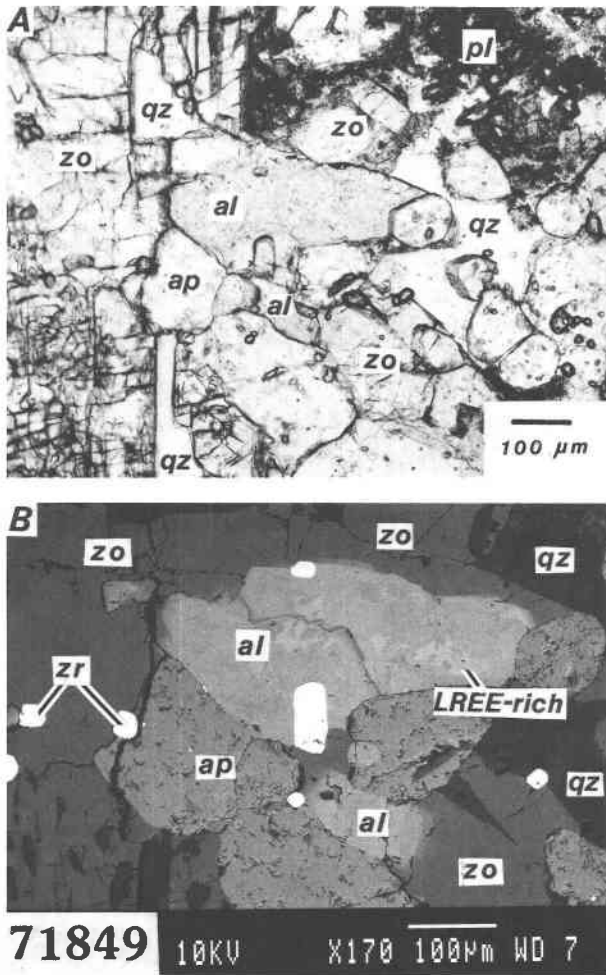 A
pl
qz
zo
zo
al
qz
ap
al
zo
qz
100 μm
B
zo
zo
qz
zr
al
LREE-rich
ap
qz
al
zo
71849 10KV X170 100μm WD 7